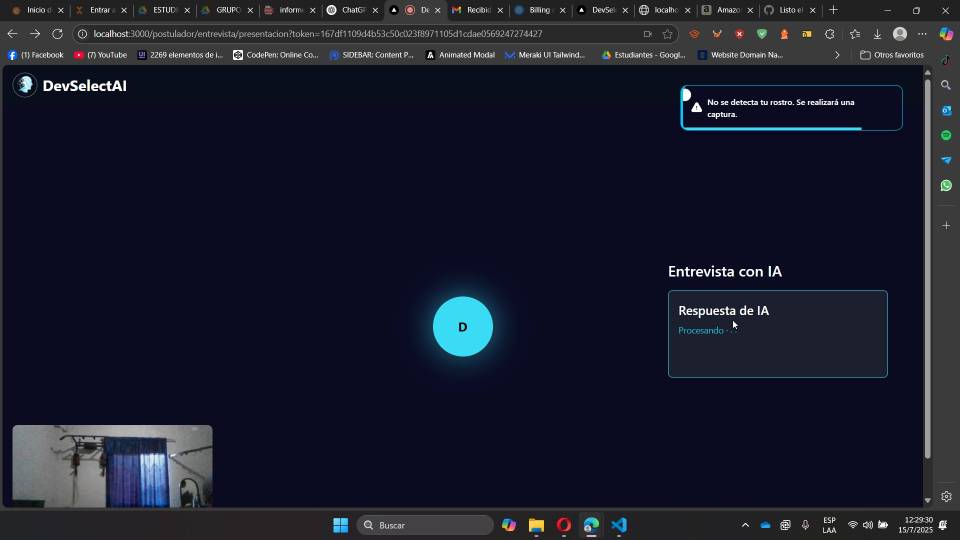 Inicio d
Entrar a
ESTUDI
GRUPO
inform
ChatGP
De
Recibid
Billing
DevSel
localho
Amazo
Listo el
localhost:3000/postulador/entrevista/presentacion?token=167df1109d4b53c50c023f8971105d1cdae0569247274427
(1) Facebook
(7) YouTube
2269 elementos de i...
CodePen: Online Co...
SIDEBAR: Content P...
Animated Modal
Meraki UI Tailwind...
Estudiantes - Googl...
Website Domain Na...
Otros favoritos
DevSelectAI
No se detecta tu rostro. Se realizará una
captura.
D
Entrevista con IA
Respuesta de IA
Procesando
Buscar
ESP
LAA
12:29:30
15/7/2025